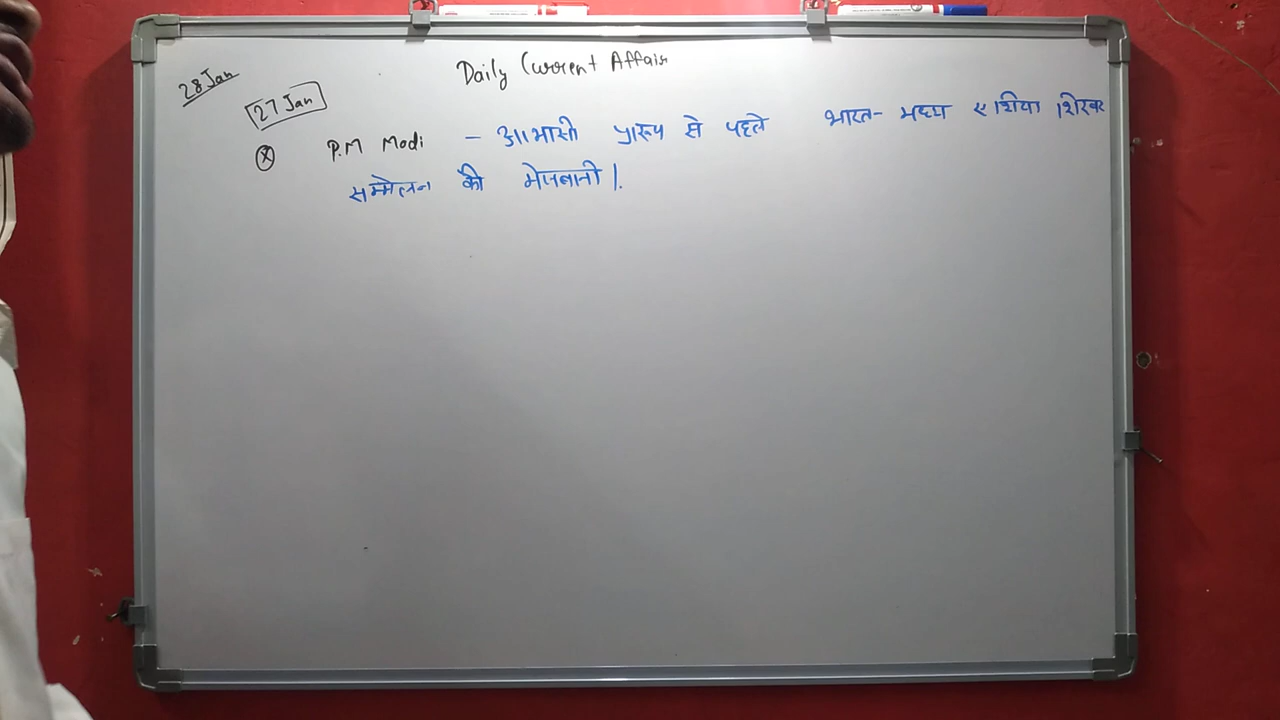 Daily Current Affair
28 Jan
27 Jan
P.M Modi - आभासी प्रारूप से पहले भारत- मध्य एशिया शिखर
सम्मेलन की मेजबानी |.